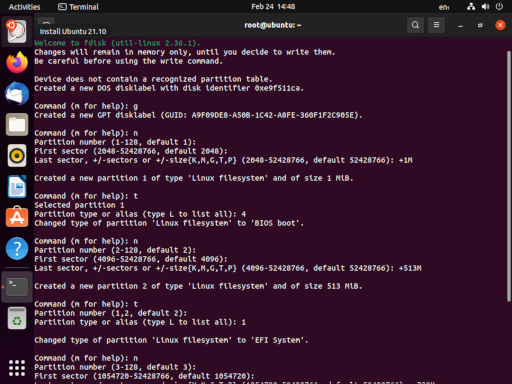 Activities
Terminal
Feb 24 14:48
en
root@ubuntu: ~
Install Ubuntu 21.10
Welcome to fdisk (util-linux 2.36.1).
Changes will remain in memory only, until you decide to write them.
Be careful before using the write command.
Device does not contain a recognized partition table.
Created a new DOS disklabel with disk identifier 0xe9f511ca.
Command (m for help): g
Created a new GPT disklabel (GUID: A9F09DE8-A50B-1C42-A8FE-360F1F2C905E).
Command (m for help): n
Partition number (1-128, default 1):
First sector (2048-52428766, default 2048):
Last sector, +/-sectors or +/-size{K,M,G,T,P} (2048-52428766, default 52428766): +1M
Created a new partition 1 of type 'Linux filesystem' and of size 1 MiB.
Command (m for help): t
Selected partition 1
Partition type or alias (type L to list all): 4
Changed type of partition 'Linux filesystem' to 'BIOS boot'.
Command (m for help): n
Partition number (2-128, default 2):
First sector (4096-52428766, default 4096):
Last sector, +/-sectors or +/-size{K,M,G,T,P} (4096-52428766, default 52428766): +513M
Created a new partition 2 of type 'Linux filesystem' and of size 513 MiB.
Command (m for help): t
Partition number (1,2, default 2):
Partition type or alias (type L to list all): 1
Changed type of partition 'Linux filesystem' to 'EFI System'.
Command (m for help): n
Partition number (3-128, default 3):
First sector (1054720-52428766, default 1054720):